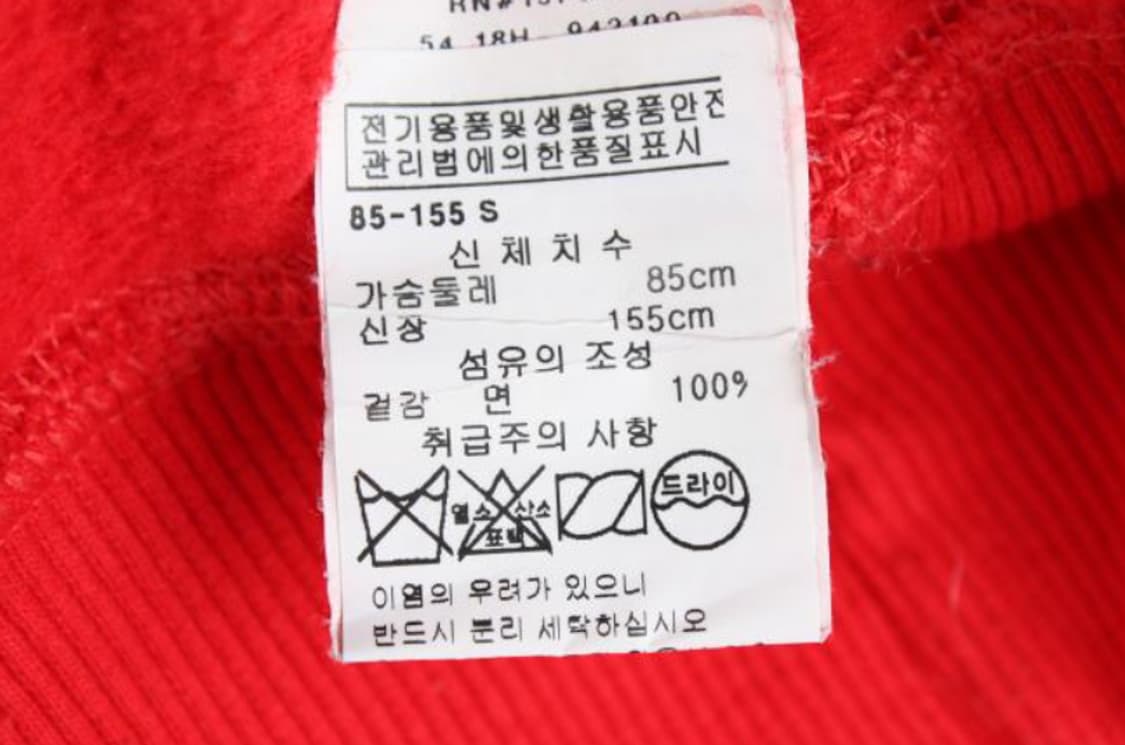 54 18H
전기용품및생활용품안전
관리법에의한품질표시
85-155 S
신체치수
가슴둘레 85cm
신장 155cm
섬유의 조성
겉감 면 100%
취급주의 사항
염소 산소 드라이
표백
이염의 우려가 있으니
반드시 분리 세탁하십시오